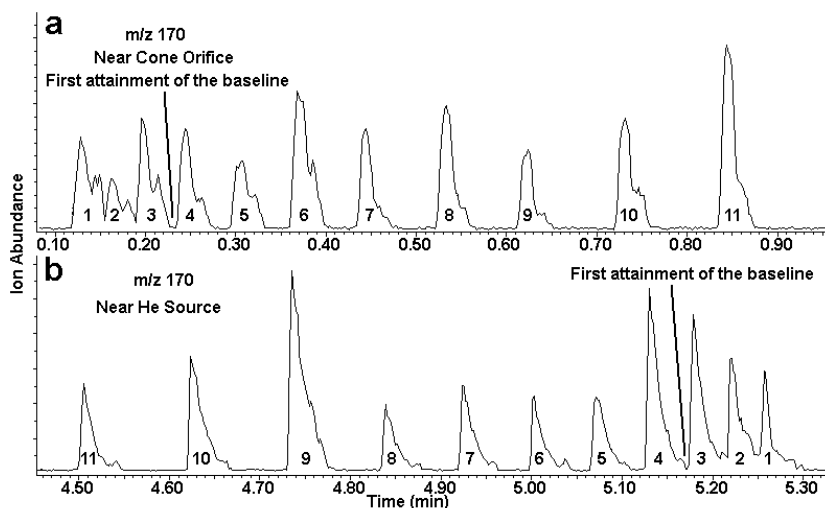 a
m/z 170
Near Cone Orifice
First attainment of the baseline
1 2 3 4 5 6 7 8 9 10 11
0.10 0.20 0.30 0.40 0.50 0.60 0.70 0.80 0.90
Ion Abundance
b
m/z 170
Near He Source
First attainment of the baseline
11 10 9 8 7 6 5 4 3 2 1
4.50 4.60 4.70 4.80 4.90 5.00 5.10 5.20 5.30
Time (min)